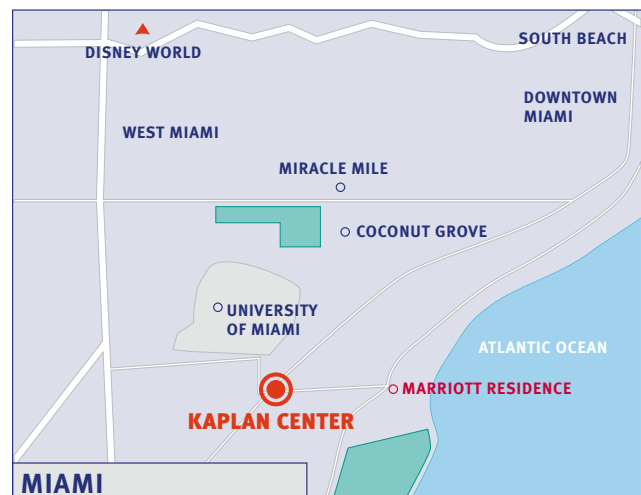 DISNEY WORLD
SOUTH BEACH
DOWNTOWN
MIAMI
WEST MIAMI
MIRACLE MILE
COCONUT GROVE
UNIVERSITY
OF MIAMI
ATLANTIC OCEAN
MARRIOTT RESIDENCE
KAPLAN CENTER
MIAMI